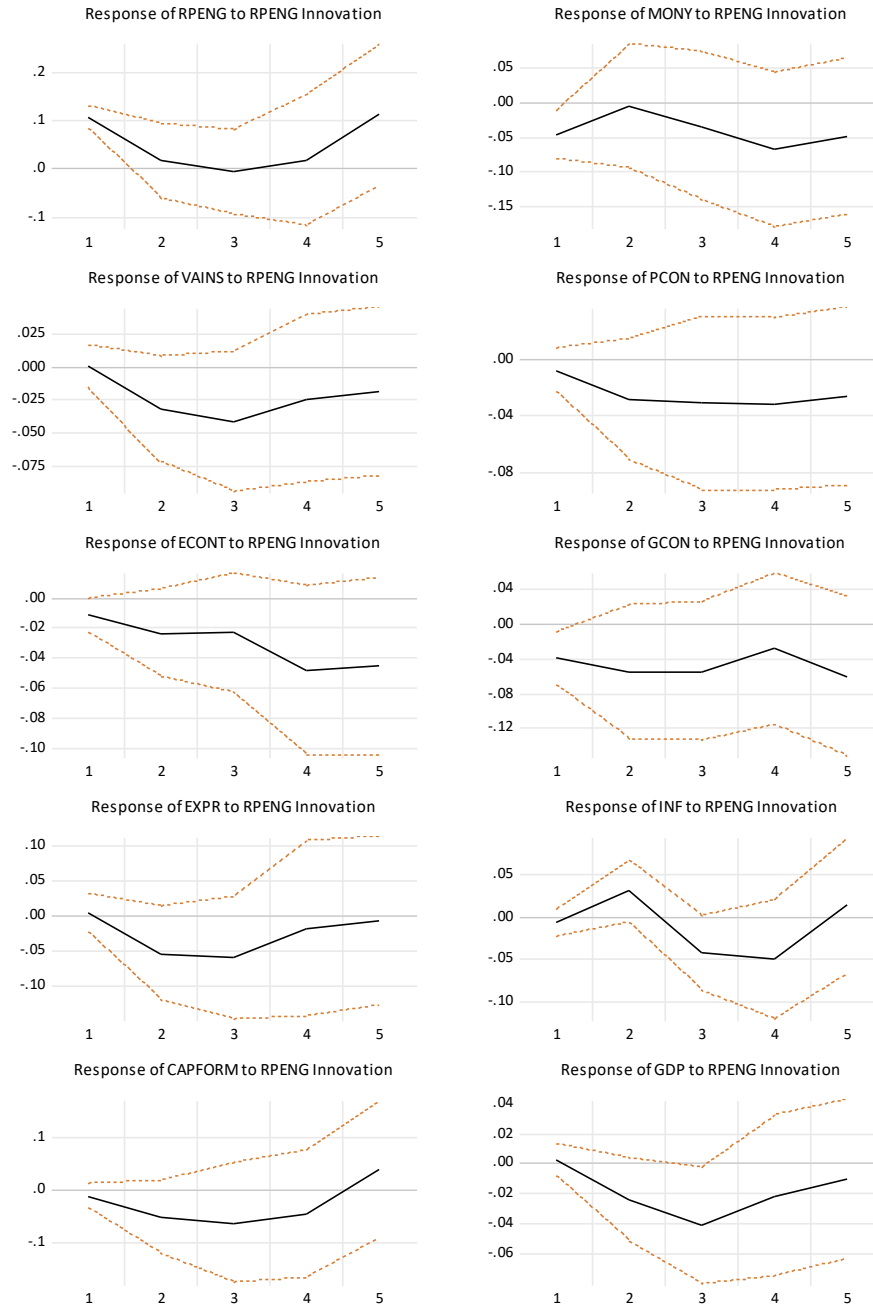 Response of RPENG to RPENG Innovation
.2
.1
.0
-.1
1 2 3 4 5
Response of MONY to RPENG Innovation
.05
.00
-.05
-.10
-.15
1 2 3 4 5
Response of VAINS to RPENG Innovation
.025
.000
-.025
-.050
-.075
1 2 3 4 5
Response of PCON to RPENG Innovation
.00
-.04
-.08
1 2 3 4 5
Response of ECONT to RPENG Innovation
.00
-.02
-.04
-.06
-.08
-.10
1 2 3 4 5
Response of GCON to RPENG Innovation
.04
.00
-.04
-.08
-.12
1 2 3 4 5
Response of EXPR to RPENG Innovation
.10
.05
.00
-.05
-.10
1 2 3 4 5
Response of INF to RPENG Innovation
.05
.00
-.05
-.10
1 2 3 4 5
Response of CAPFORM to RPENG Innovation
.1
.0
-.1
1 2 3 4 5
Response of GDP to RPENG Innovation
.04
.02
.00
-.02
-.04
-.06
1 2 3 4 5